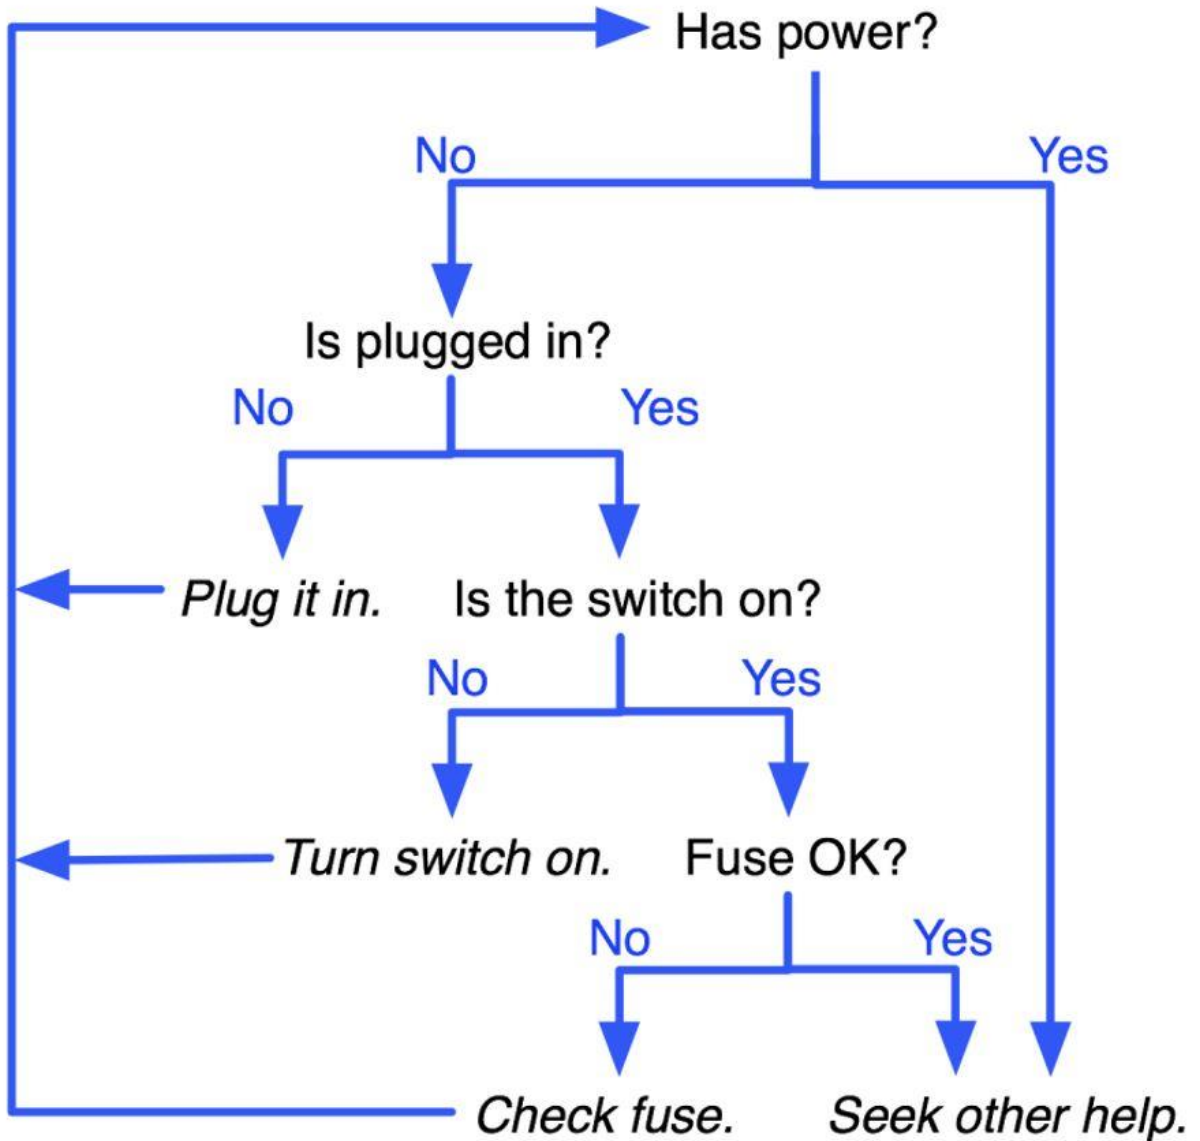 Has power?
No
Yes
Is plugged in?
No
Yes
Plug it in.
Is the switch on?
No
Yes
Turn switch on.
Fuse OK?
No
Yes
Check fuse.
Seek other help.